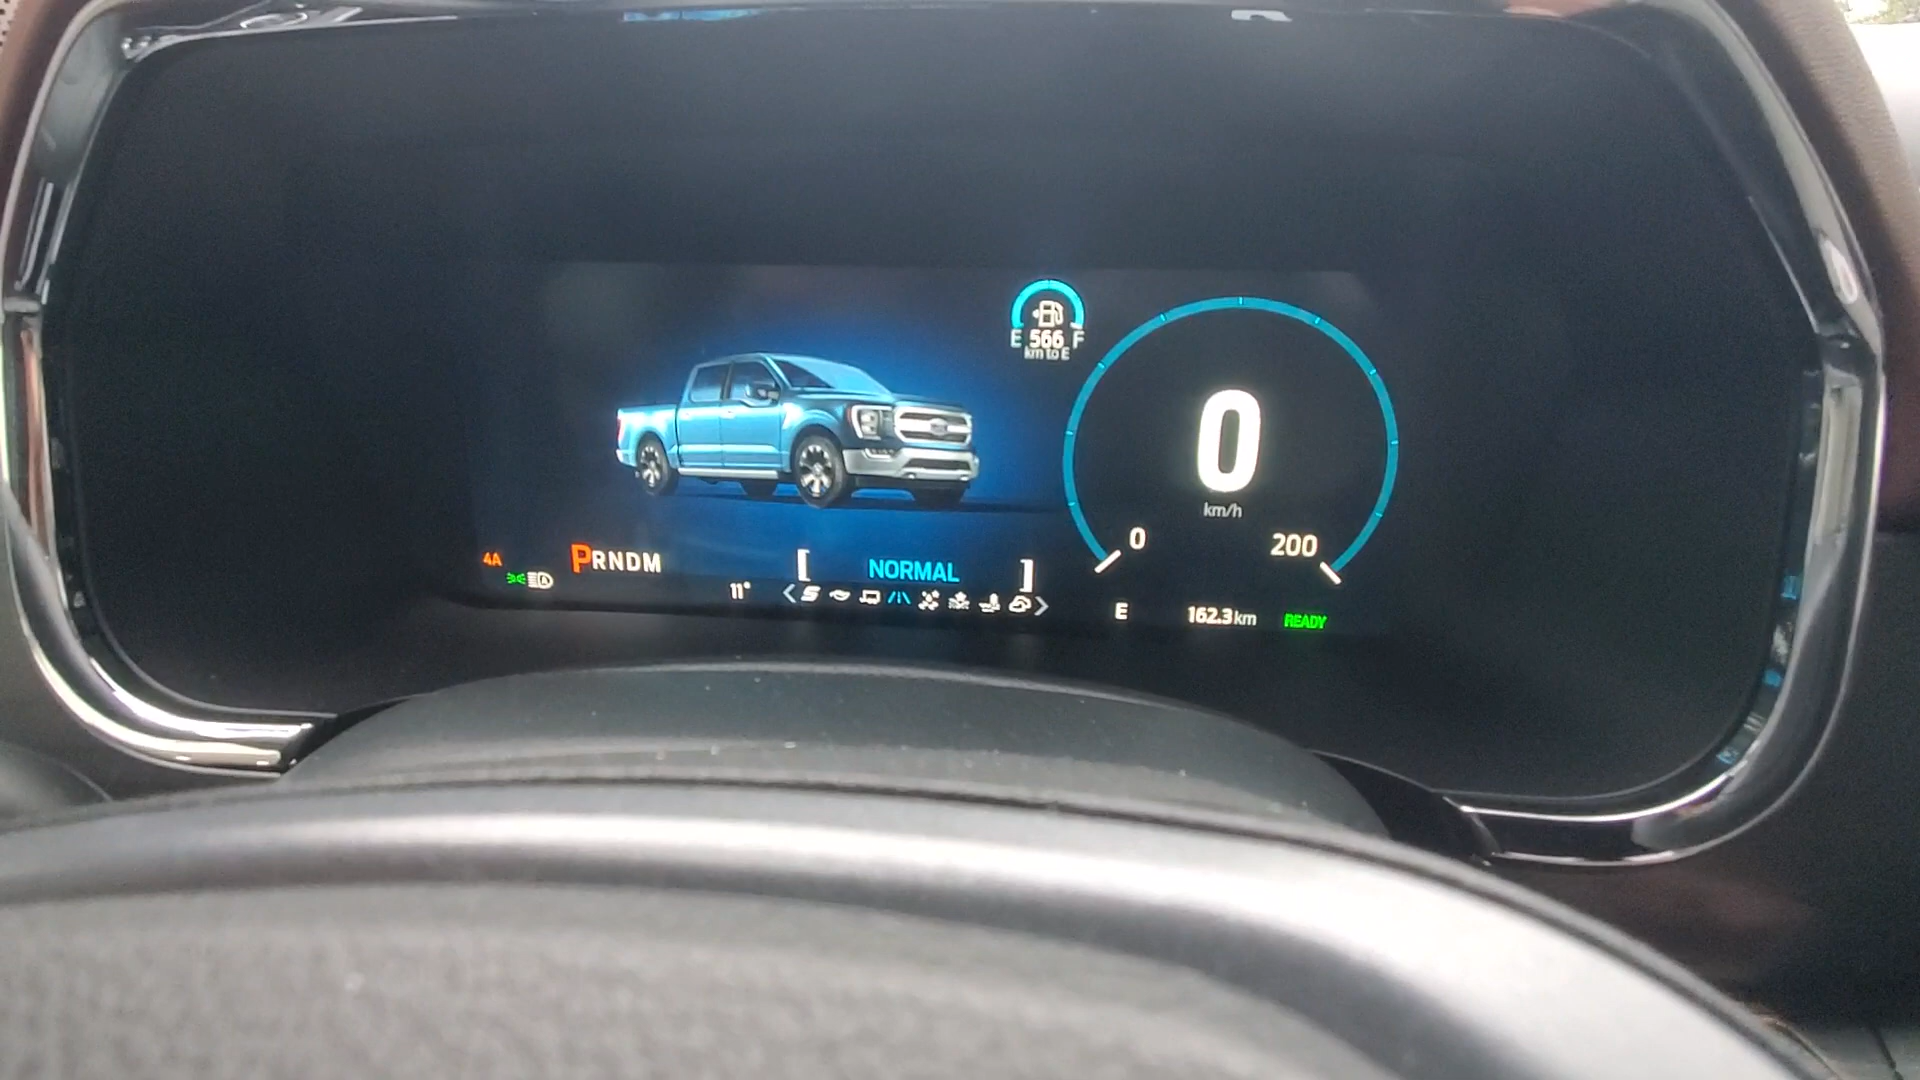 E 566 F
km to E
0
km/h
0 200
4A
PRNDM
[ NORMAL ]
11°
E 162.3 km READY